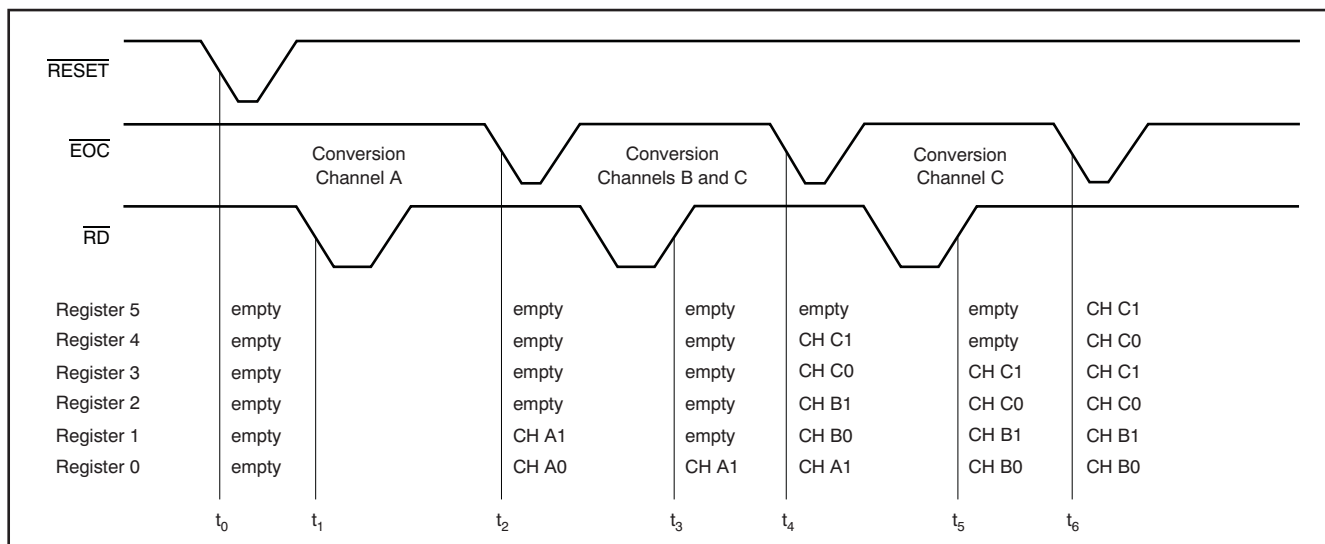 RESET
EOC
Conversion
Channel A
Conversion
Channels B and C
Conversion
Channel C
RD
Register 5 empty empty empty empty empty CH C1
Register 4 empty empty empty CH C1 empty CH C0
Register 3 empty empty empty CH C0 CH C1 CH C1
Register 2 empty empty empty CH B1 CH C0 CH C0
Register 1 empty CH A1 empty CH B0 CH B1 CH B1
Register 0 empty CH A0 CH A1 CH A1 CH B0 CH B0
t0 t1 t2 t3 t4 t5 t6